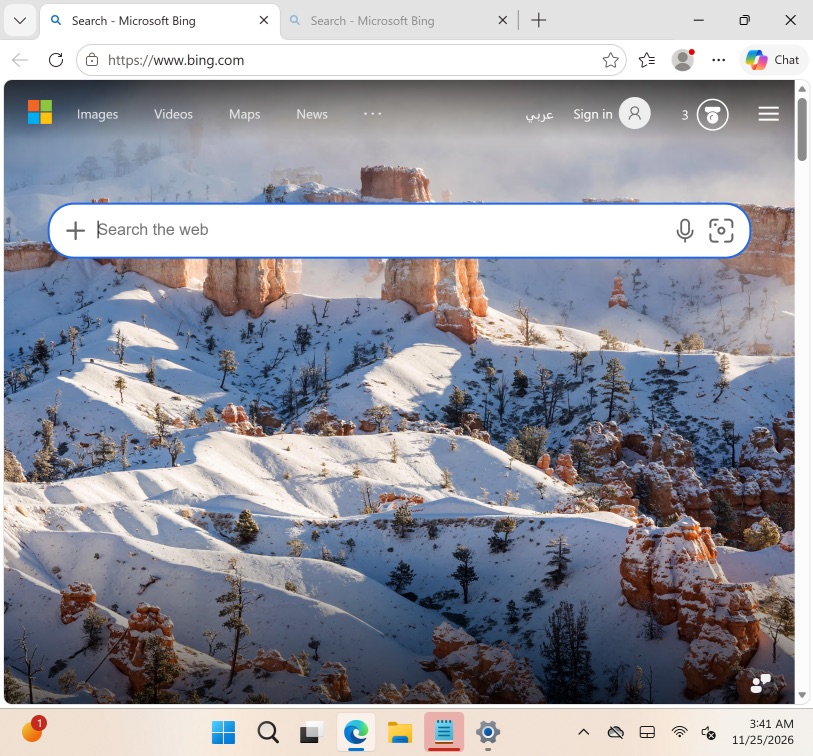 Search - Microsoft Bing
Search - Microsoft Bing
https://www.bing.com
Chat
Images
Videos
Maps
News
عربي
Sign in
3
Search the web
1
3:41 AM
11/25/2026